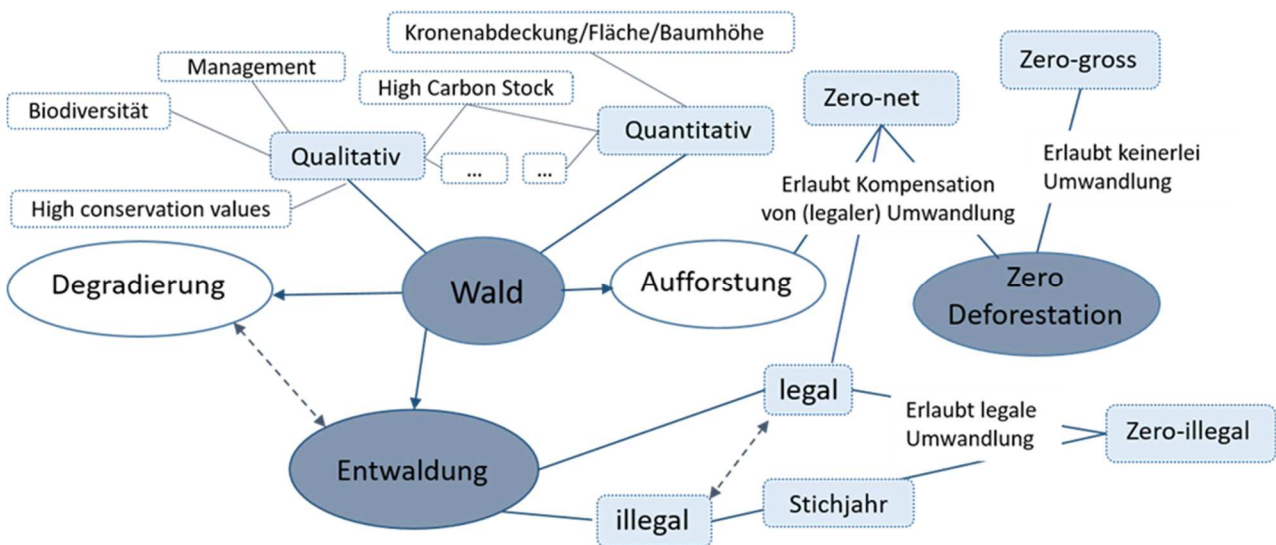 Kronenabdeckung/Fläche/Baumhöhe
Zero-gross
Management
High Carbon Stock
Zero-net
Biodiversität
Qualitativ
Quantitativ
...
...
Erlaubt keinerlei
Umwandlung
Erlaubt Kompensation
von (legaler) Umwandlung
High conservation values
Degradierung
Wald
Aufforstung
Zero
Deforestation
legal
Erlaubt legale
Umwandlung
Zero-illegal
Entwaldung
illegal
Stichjahr